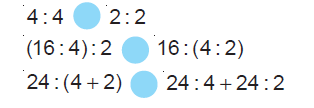 4 : 4 2 : 2
(16 : 4) : 2 16 : (4 : 2)
24 : (4 + 2) 24 : 4 + 24 : 2